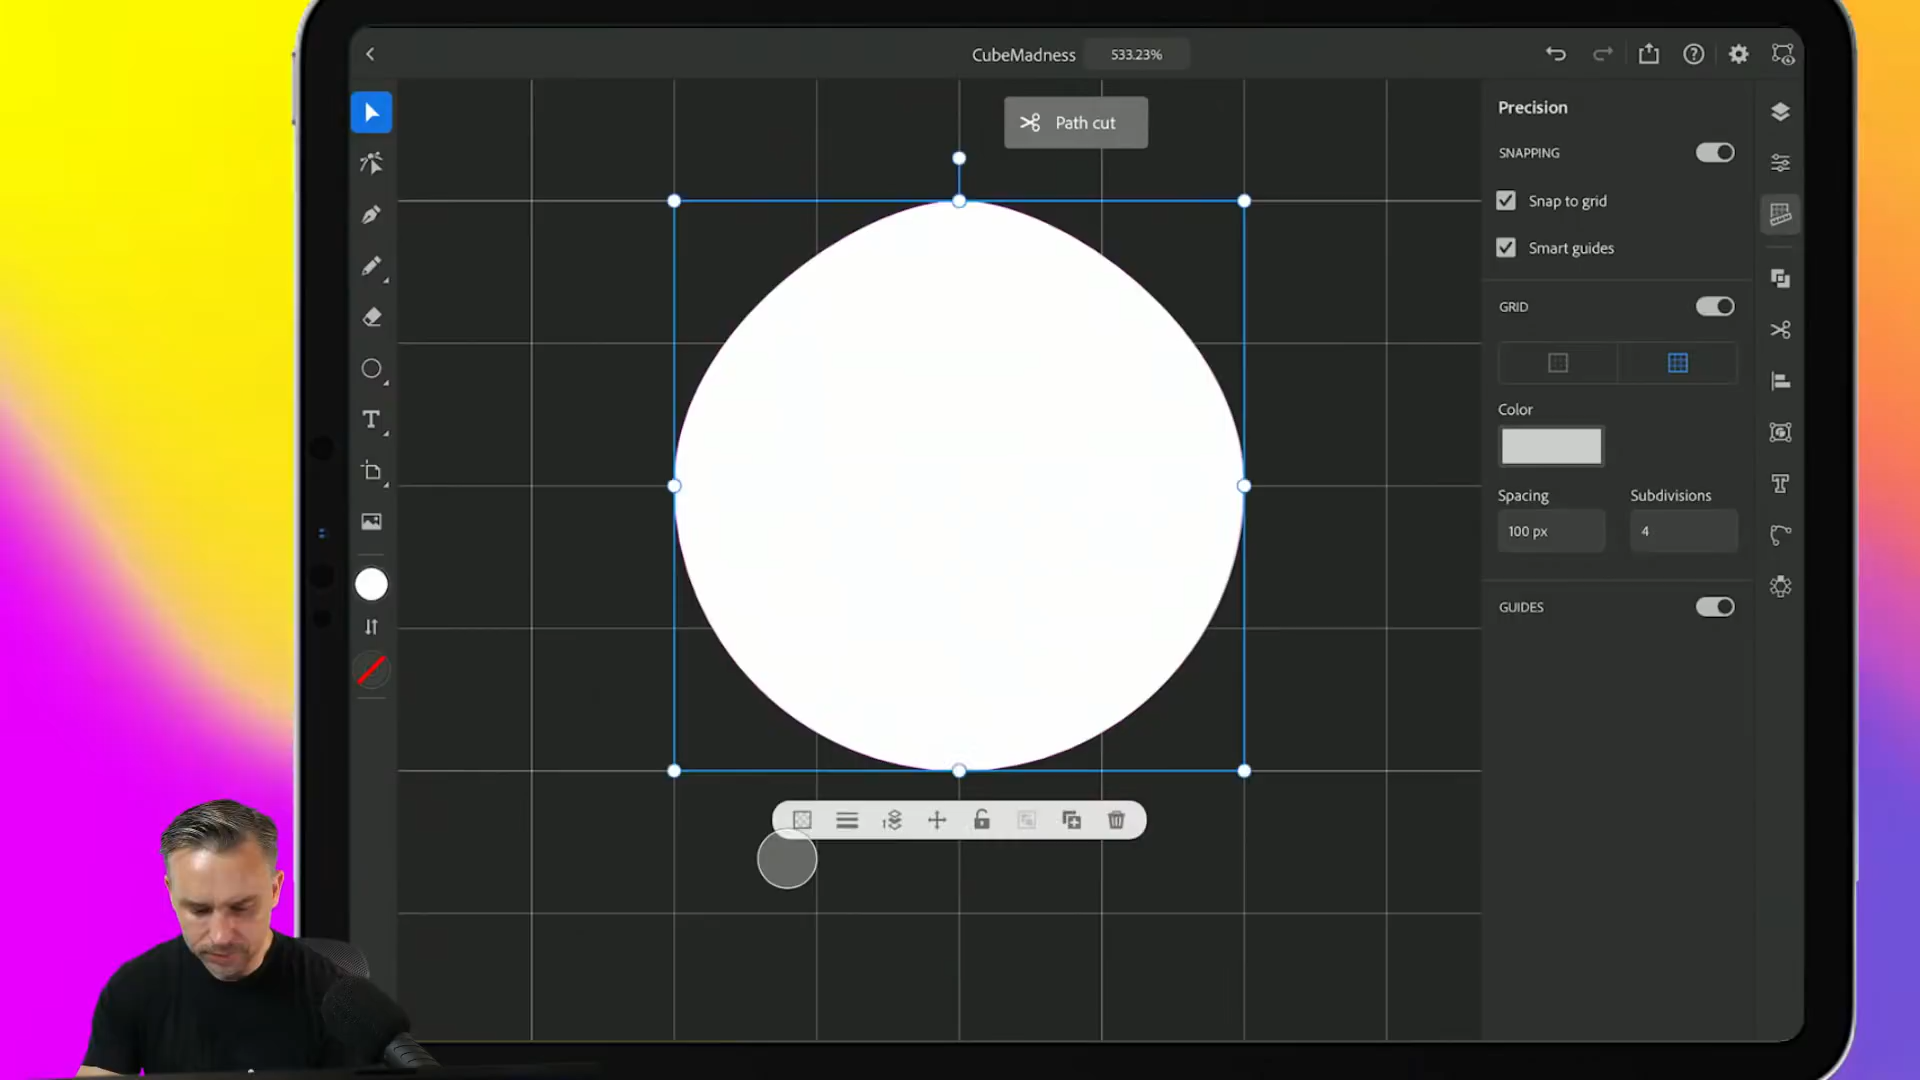 CubeMadness 533.23%
Path cut
Precision
SNAPPING
Snap to grid
Smart guides
GRID
Color
Spacing Subdivisions
100 px 4
GUIDES